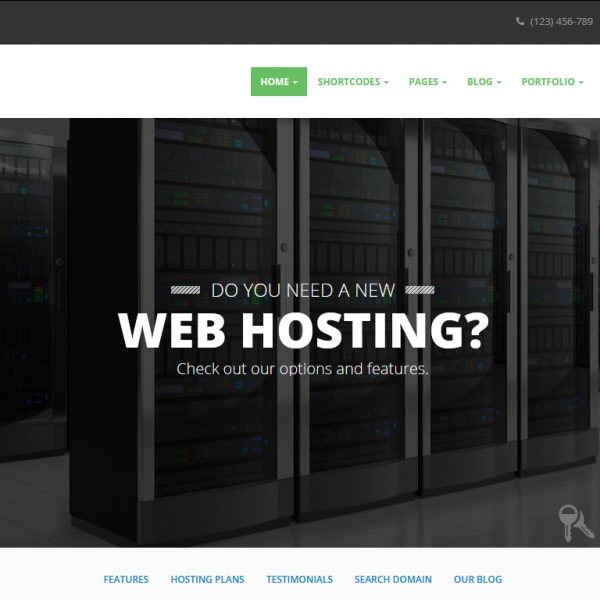 (123) 456-789
HOME SHORTCODES PAGES BLOG PORTFOLIO
DO YOU NEED A NEW
WEB HOSTING?
Check out our options and features.
FEATURES HOSTING PLANS TESTIMONIALS SEARCH DOMAIN OUR BLOG